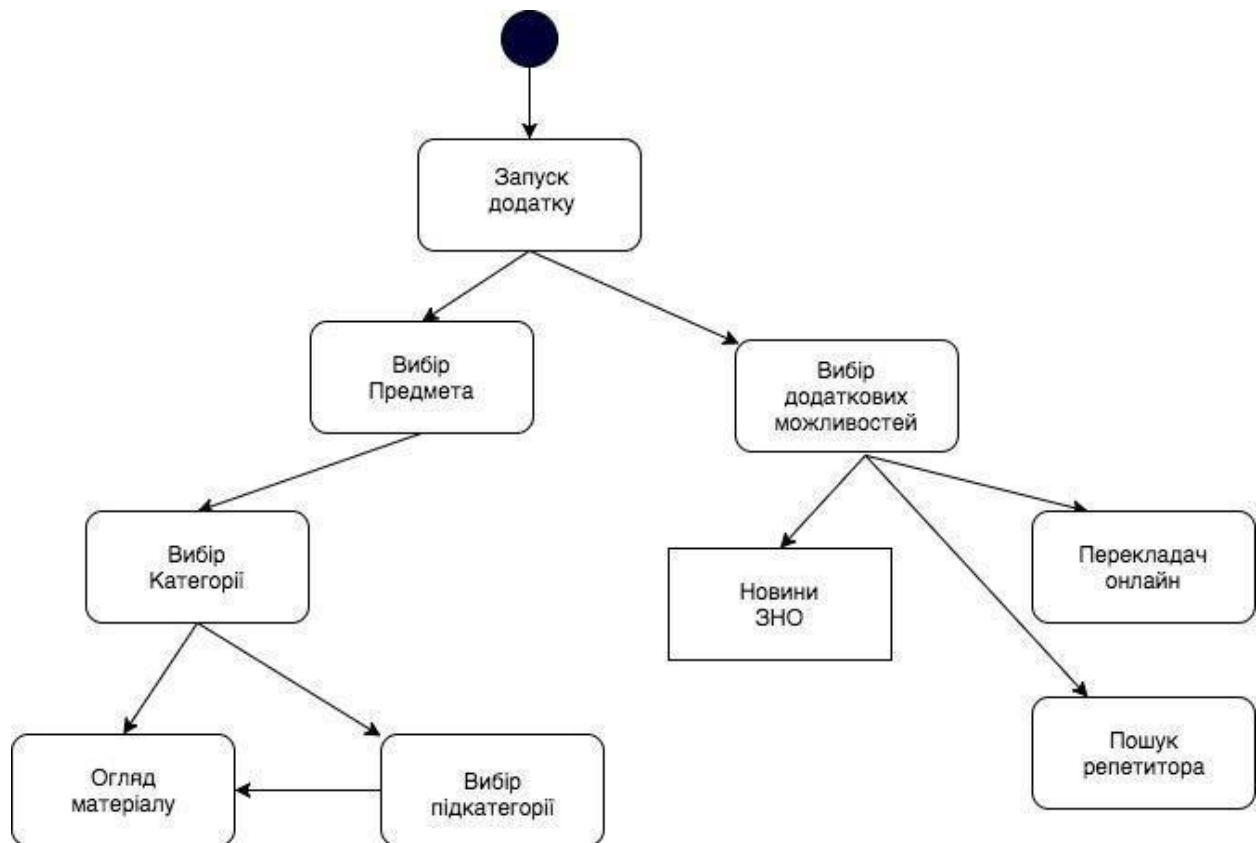 Запуск
додатку
Вибір
Предмета
Вибір
додаткових
можливостей
Вибір
Категорії
Новини
ЗНО
Перекладач
онлайн
Огляд
матеріалу
Вибір
підкатегорії
Пошук
репетитора